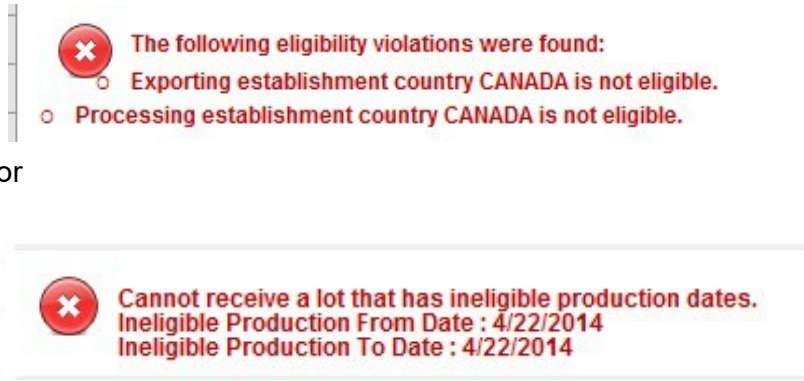 The following eligibility violations were found:
o Exporting establishment country CANADA is not eligible.
o Processing establishment country CANADA is not eligible.
or
Cannot receive a lot that has ineligible production dates.
Ineligible Production From Date : 4/22/2014
Ineligible Production To Date : 4/22/2014